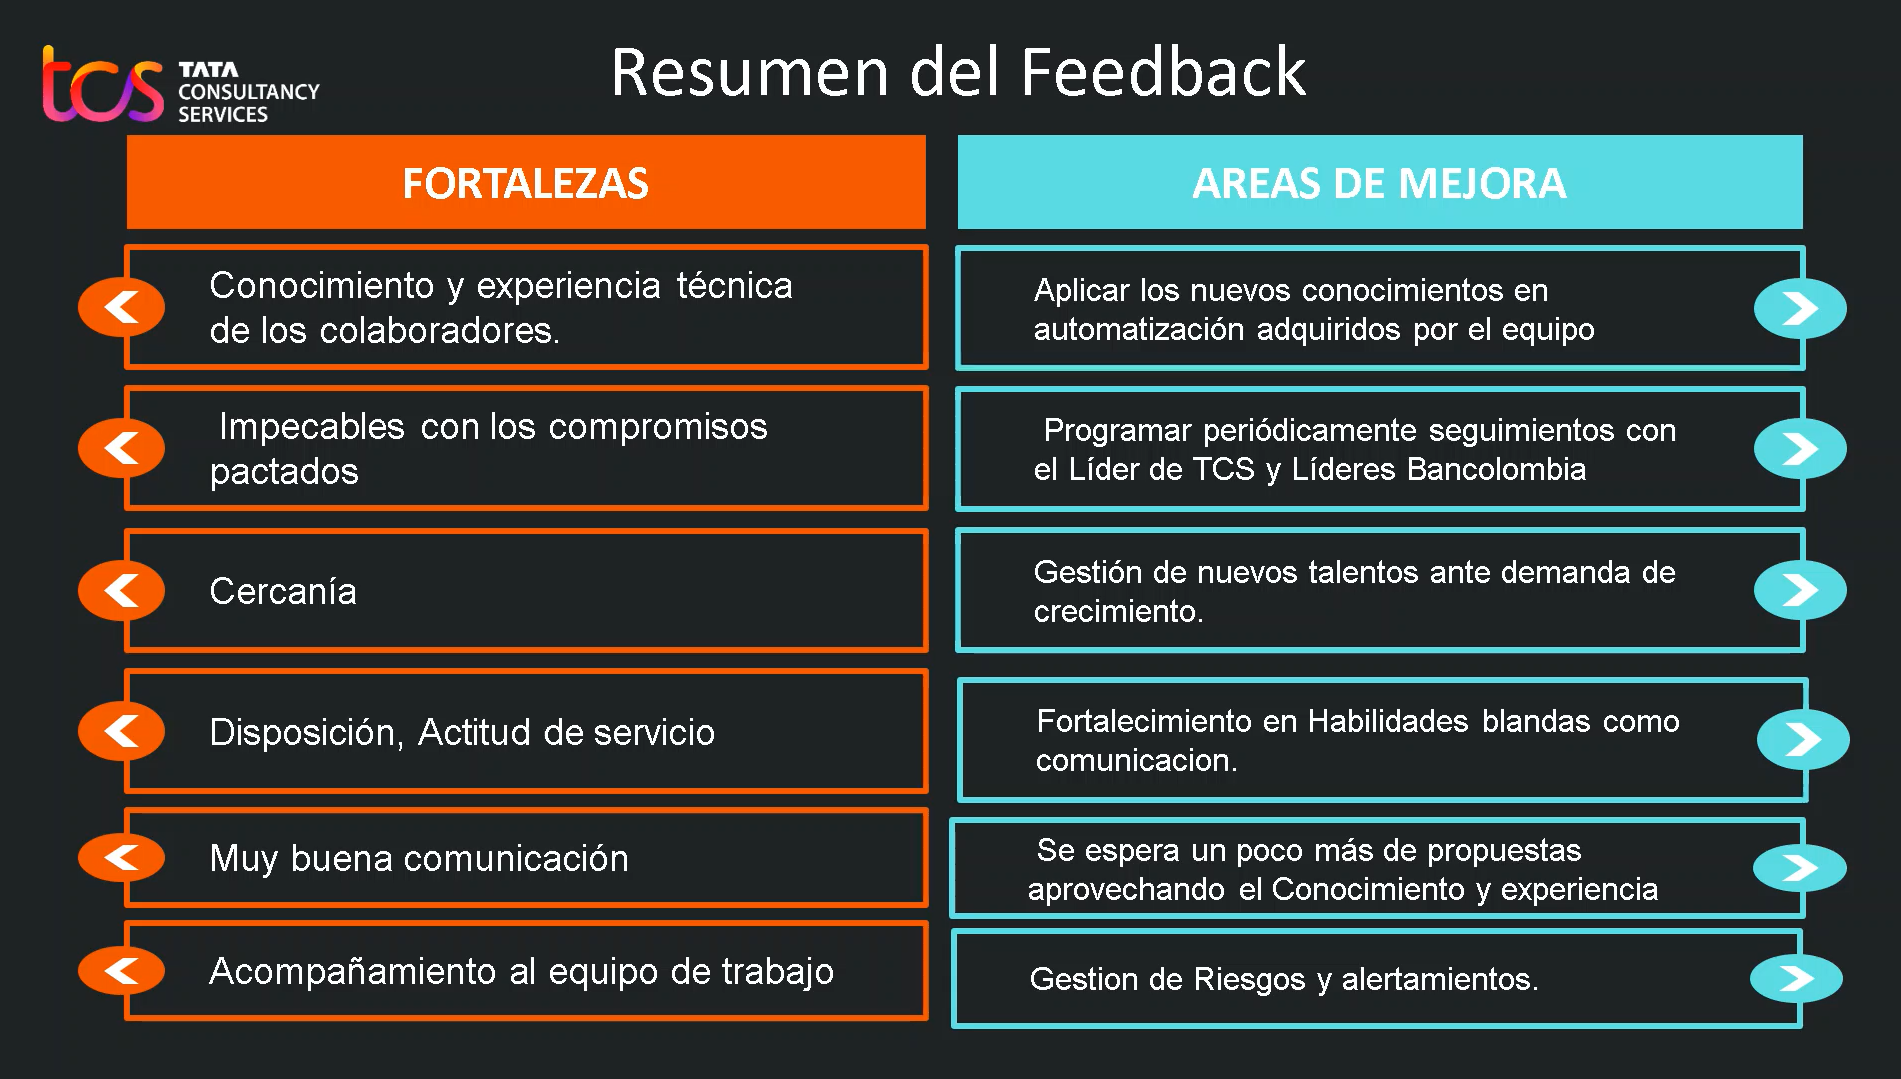 tcs TATA
CONSULTANCY
SERVICES
Resumen del Feedback
FORTALEZAS
Conocimiento y experiencia técnica
de los colaboradores.
Impecables con los compromisos
pactados
Cercanía
Disposición, Actitud de servicio
Muy buena comunicación
Acompañamiento al equipo de trabajo
AREAS DE MEJORA
Aplicar los nuevos conocimientos en
automatización adquiridos por el equipo
Programar periódicamente seguimientos con
el Líder de TCS y Líderes Bancolombia
Gestión de nuevos talentos ante demanda de
crecimiento.
Fortalecimiento en Habilidades blandas como
comunicacion.
Se espera un poco más de propuestas
aprovechando el Conocimiento y experiencia
Gestion de Riesgos y alertamientos.